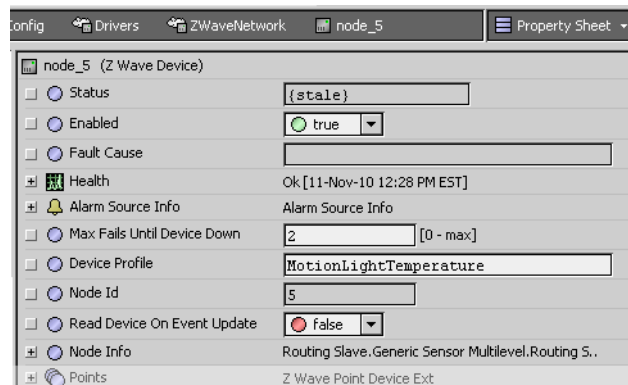 onfig Drivers ZWaveNetwork node_5 Property Sheet
node_5 (Z Wave Device)
Status {stale}
Enabled true
Fault Cause
Health Ok [11-Nov-10 12:28 PM EST]
Alarm Source Info Alarm Source Info
Max Fails Until Device Down 2 [0 - max]
Device Profile MotionLightTemperature
Node Id 5
Read Device On Event Update false
Node Info Routing Slave.Generic Sensor Multilevel.Routing S..
Points Z Wave Point Device Ext